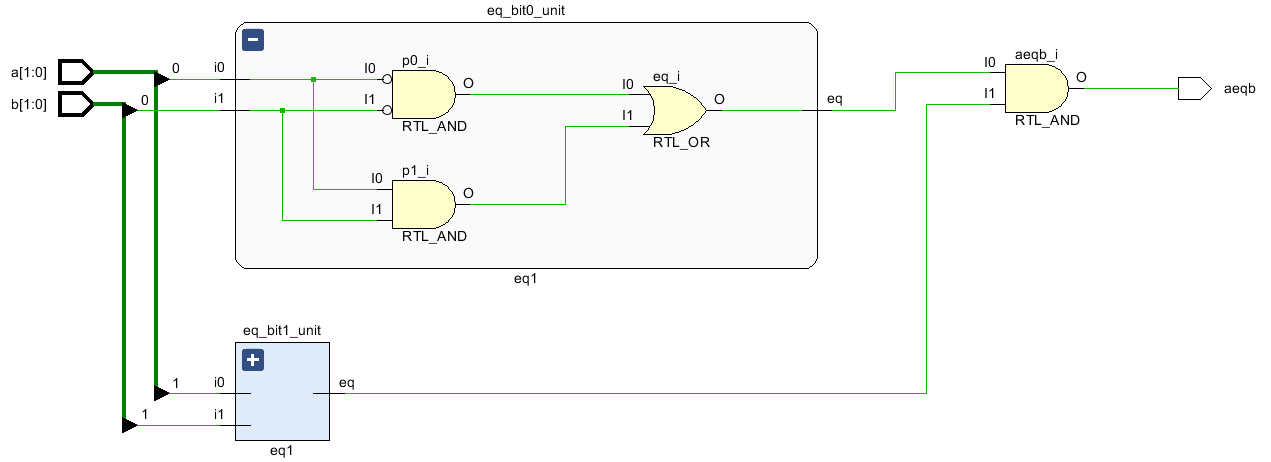 eq_bit0_unit
a[1:0]
0
i0
I0
p0_i
O
I0
eq_i
I0
aeqb_i
O
b[1:0]
0
i1
I1
RTL_AND
I1
O
RTL_OR
eq
I1
RTL_AND
aeqb
I0
p1_i
O
I1
RTL_AND
eq1
eq_bit1_unit
1
i0
eq
1
i1
eq1